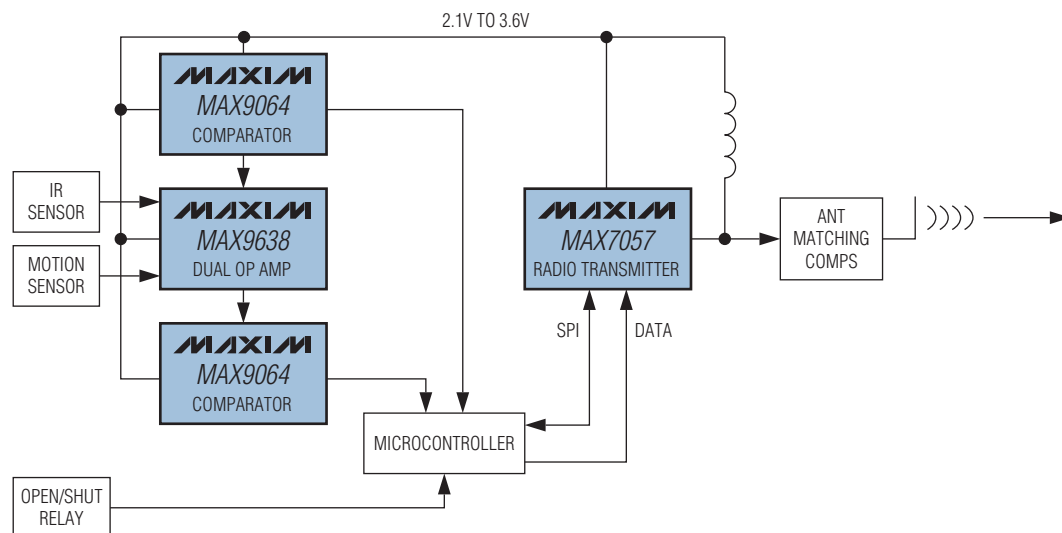 2.1V TO 3.6V
MAXIM
MAX9064
COMPARATOR
IR
SENSOR
MAXIM
MAX9638
DUAL OP AMP
MOTION
SENSOR
MAXIM
MAX9064
COMPARATOR
MAXIM
MAX7057
RADIO TRANSMITTER
ANT
MATCHING
COMPS
SPI
DATA
MICROCONTROLLER
OPEN/SHUT
RELAY